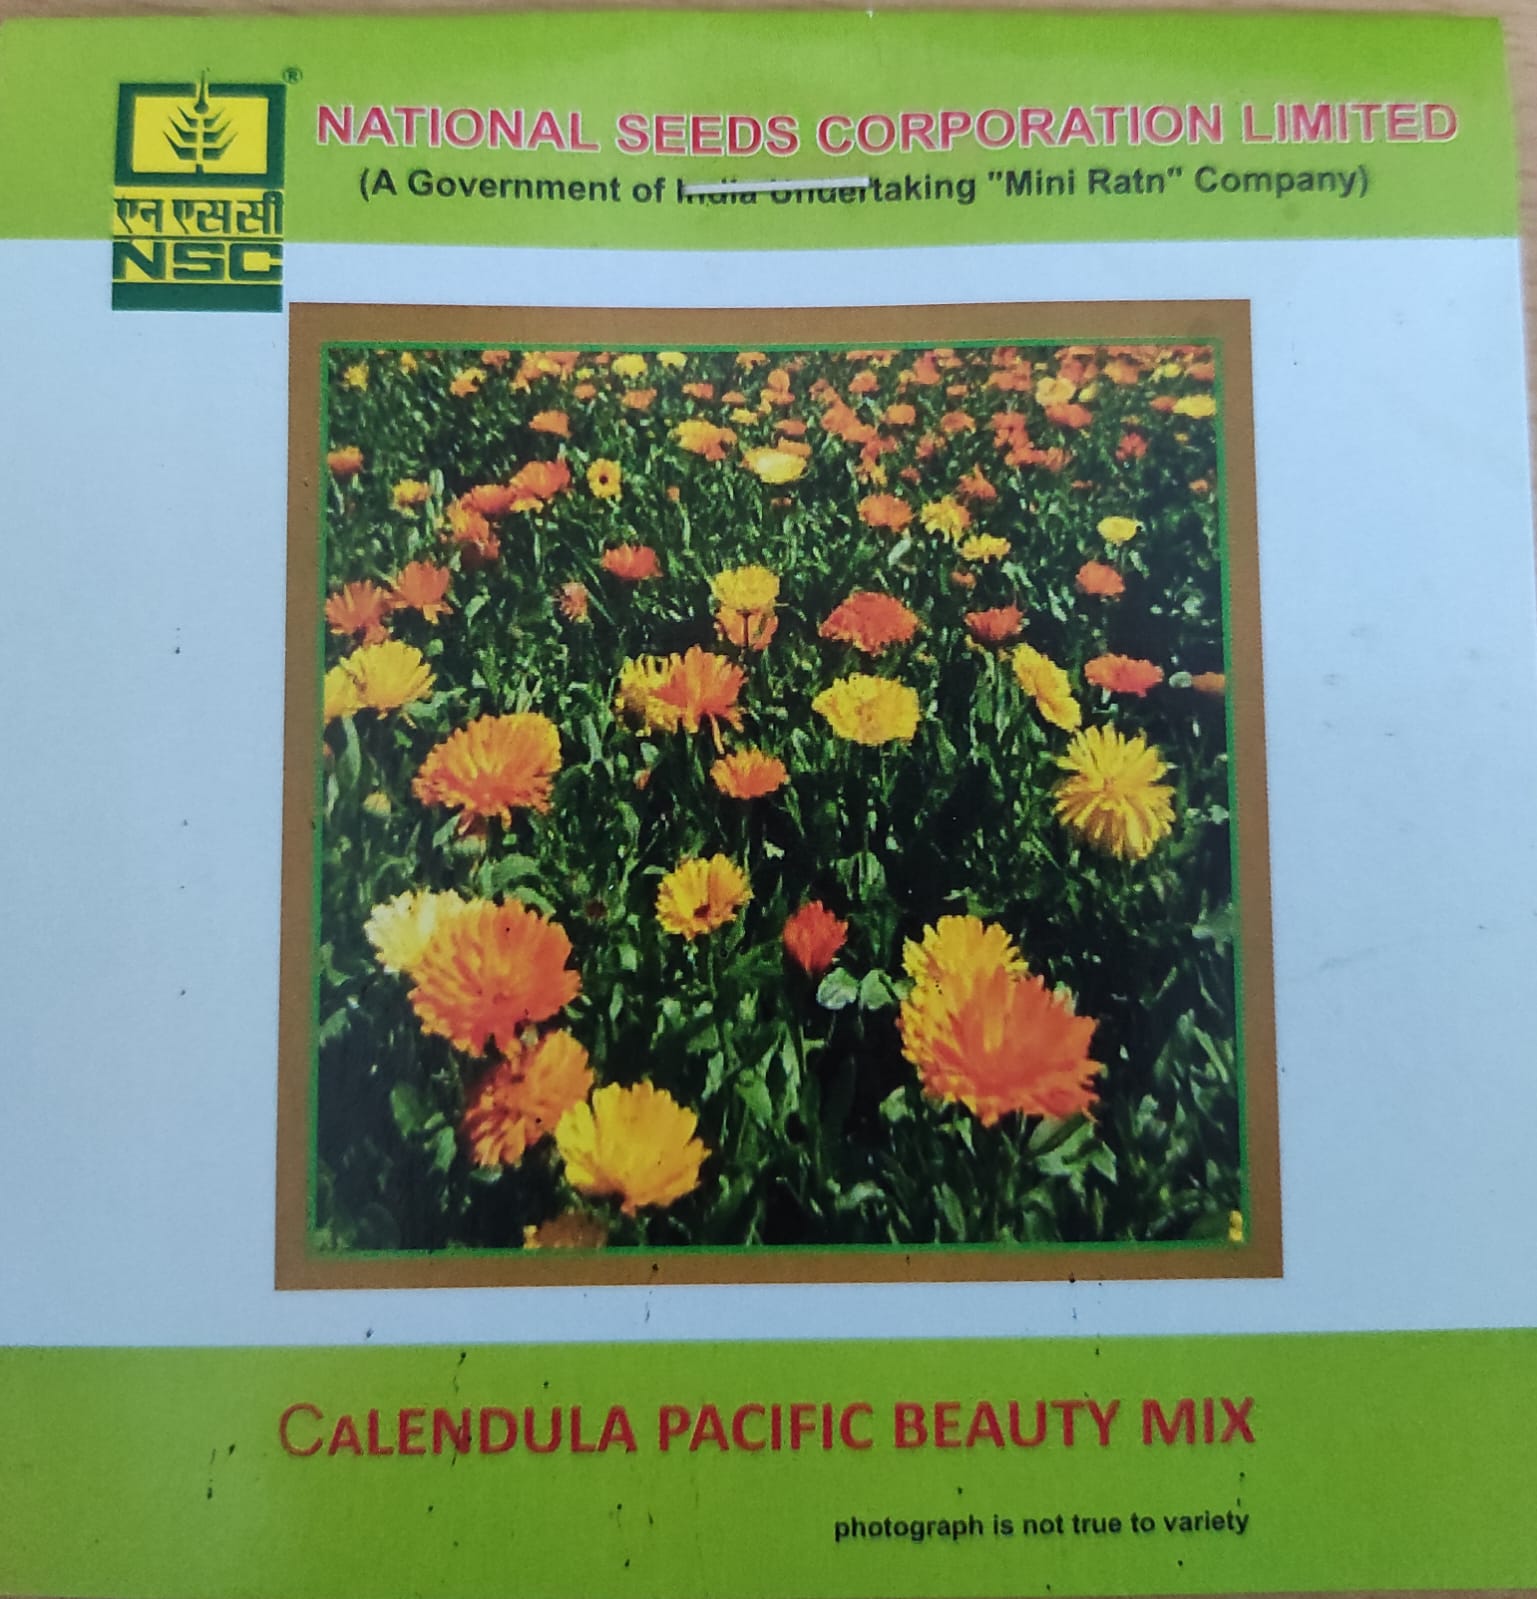 ®
NATIONAL SEEDS CORPORATION LIMITED
(A Government of India Undertaking "Mini Ratn" Company)
एन एस सी
NSC
CALENDULA PACIFIC BEAUTY MIX
photograph is not true to variety